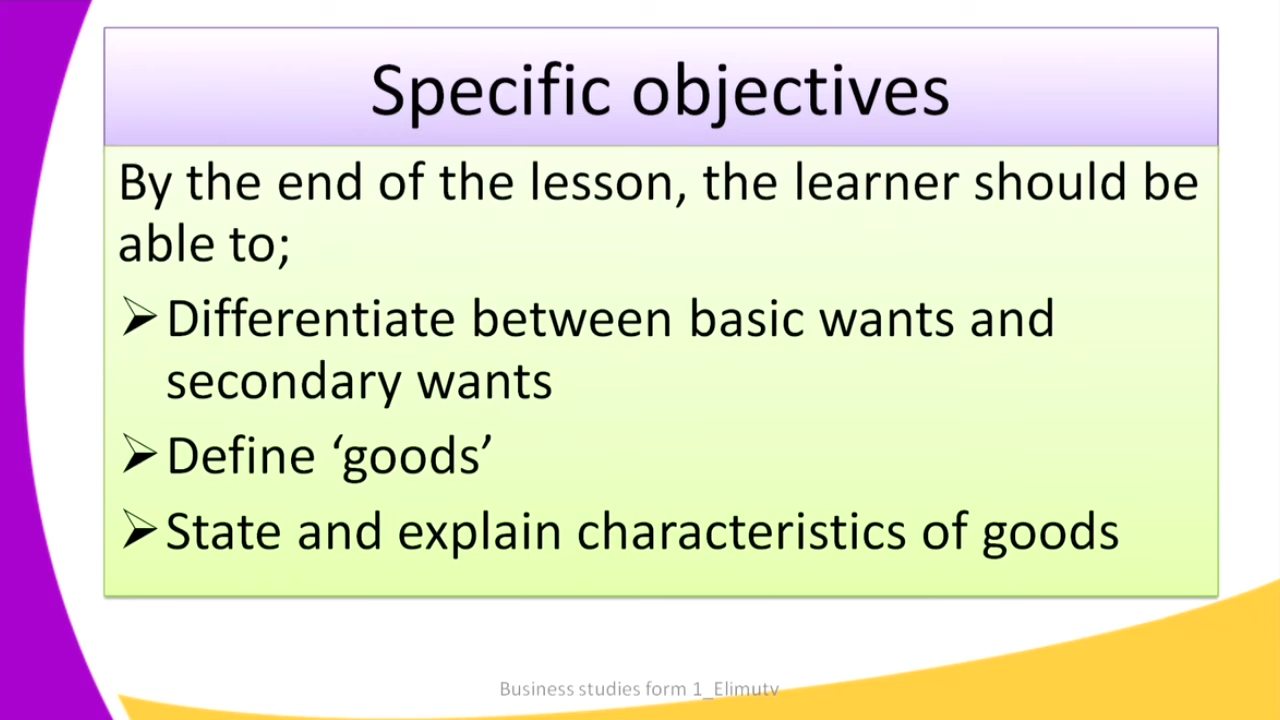 Specific objectives
By the end of the lesson, the learner should be
able to;
➢Differentiate between basic wants and
secondary wants
➢Define ‘goods’
➢State and explain characteristics of goods
Business studies form 1_Elimutv